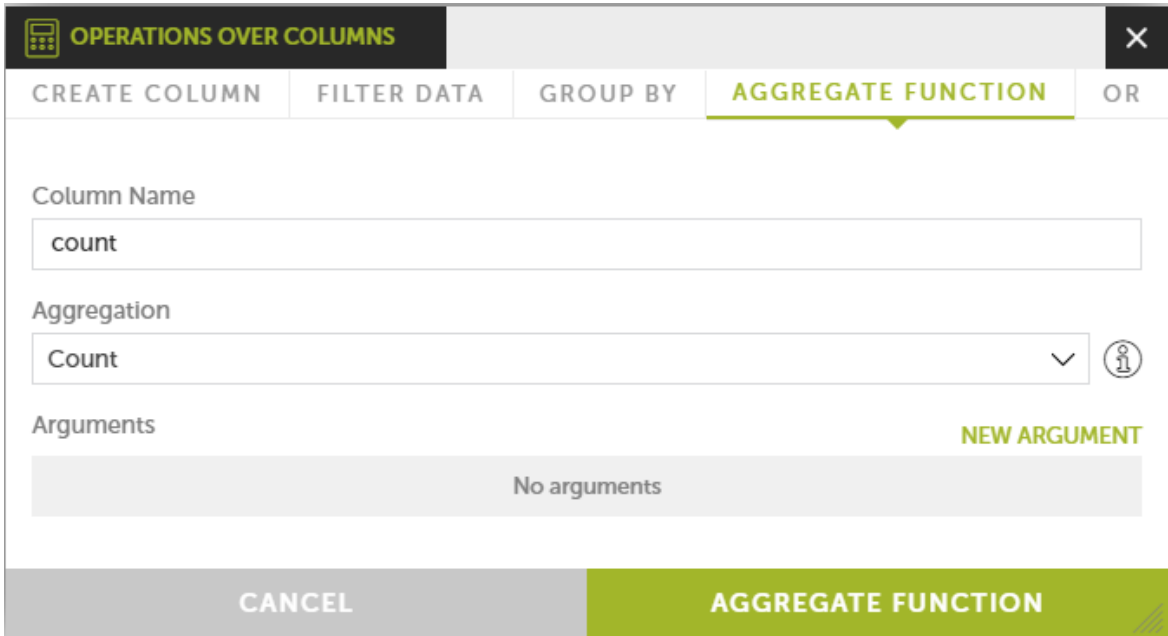 OPERATIONS OVER COLUMNS
CREATE COLUMN FILTER DATA GROUP BY AGGREGATE FUNCTION OR
Column Name
count
Aggregation
Count
Arguments
NEW ARGUMENT
No arguments
CANCEL AGGREGATE FUNCTION